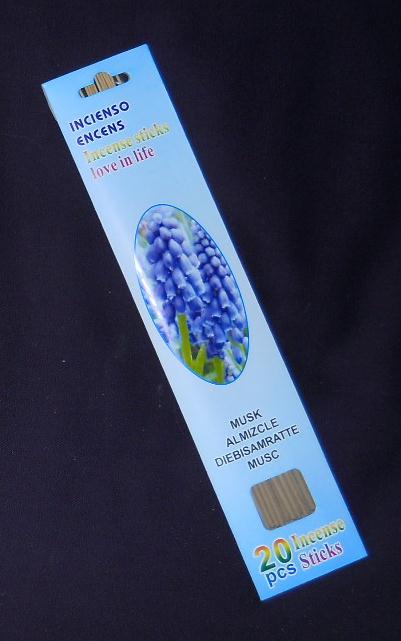 INCIENSO
ENCENS
Incense sticks
love in life
MUSK
ALMIZCLE
DIEBISAMRATTE
MUSC
20 Incense
pcs Sticks